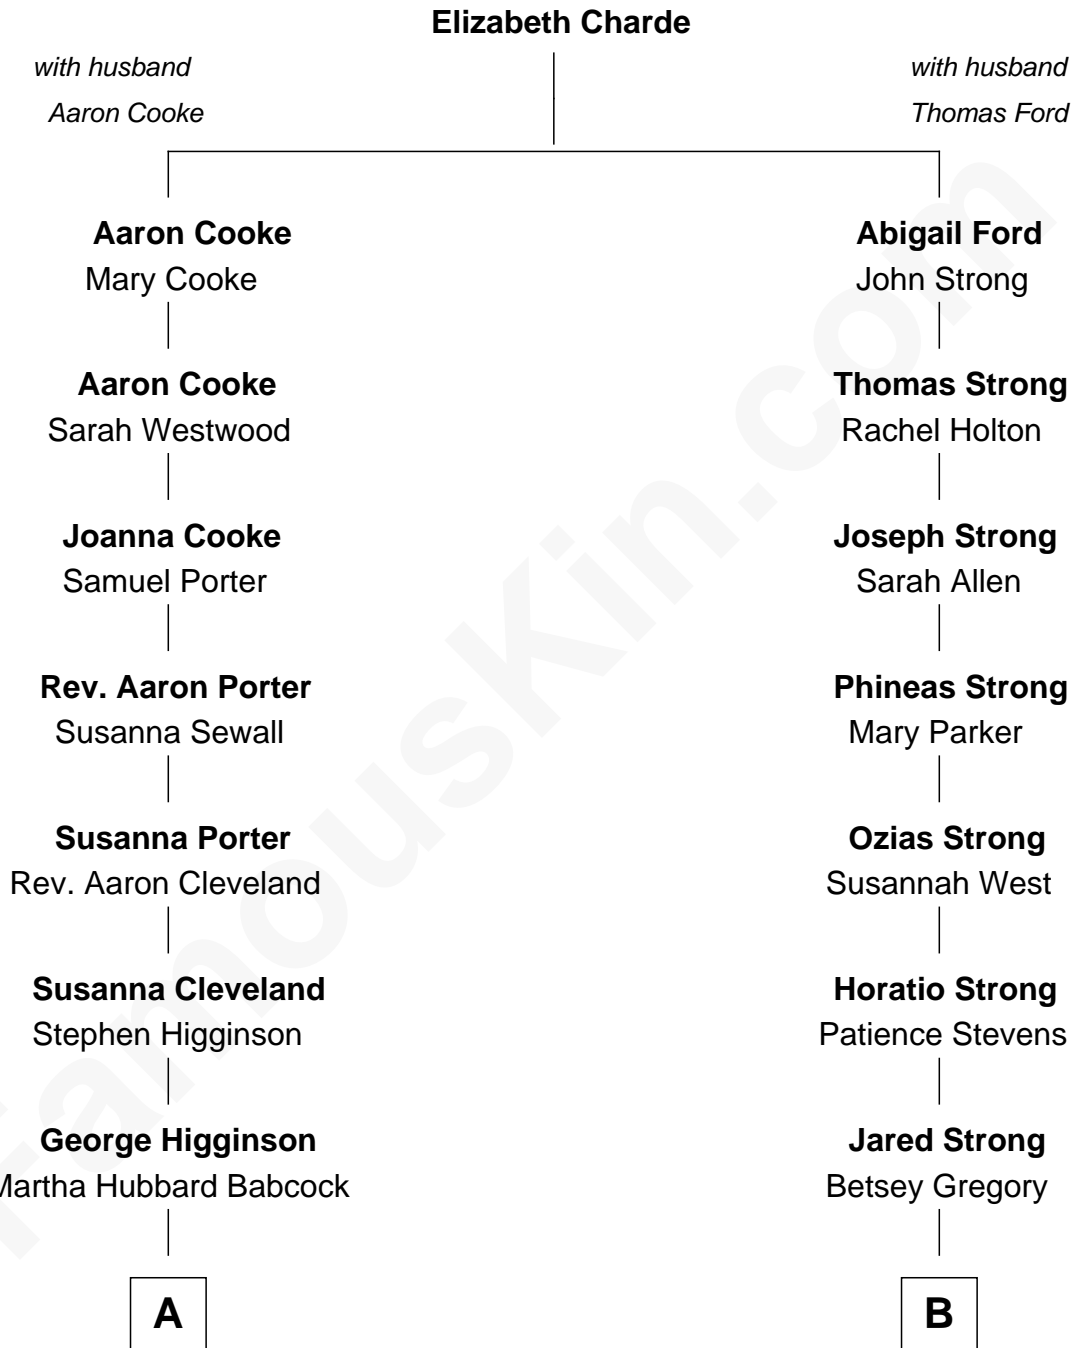 Elizabeth Charde
with husband
Aaron Cooke
with husband
Thomas Ford
Aaron Cooke
Mary Cooke
Abigail Ford
John Strong
Aaron Cooke
Sarah Westwood
Thomas Strong
Rachel Holton
Joanna Cooke
Samuel Porter
Joseph Strong
Sarah Allen
Rev. Aaron Porter
Susanna Sewall
Phineas Strong
Mary Parker
Susanna Porter
Rev. Aaron Cleveland
Ozias Strong
Susannah West
Susanna Cleveland
Stephen Higginson
Horatio Strong
Patience Stevens
George Higginson
Martha Hubbard Babcock
Jared Strong
Betsey Gregory
A
B
FamousKin.com